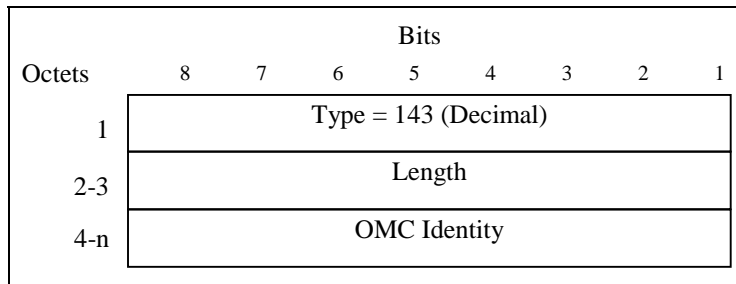 Bits
Octets 8 7 6 5 4 3 2 1
1 Type = 143 (Decimal)
2-3 Length
4-n OMC Identity